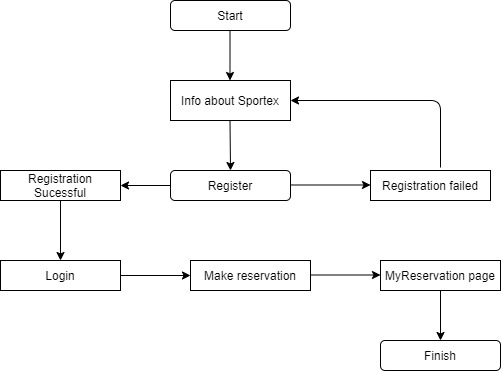 Start
Info about Sportex
Registration
Sucessful
Register
Registration failed
Login
Make reservation
MyReservation page
Finish